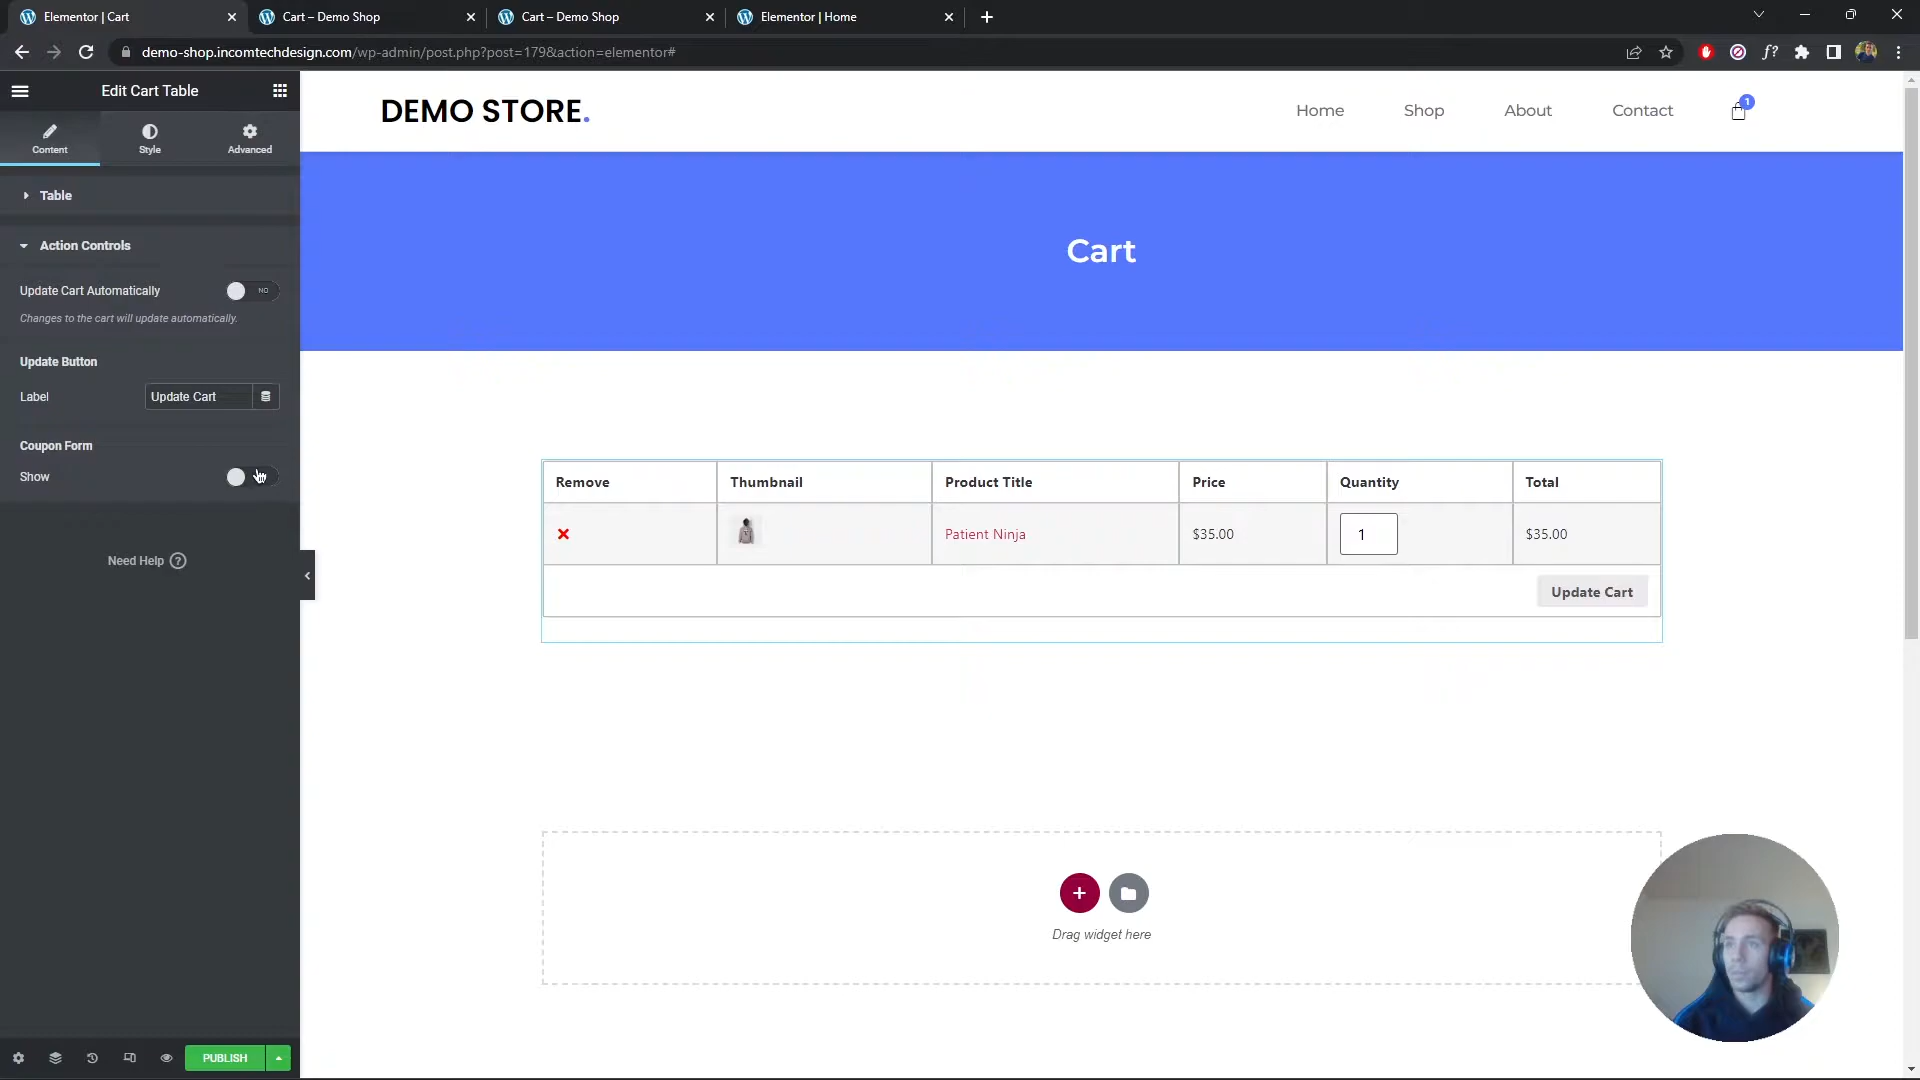 Elementor | Cart
Cart – Demo Shop
Cart – Demo Shop
Elementor | Home
demo-shop.incomtechdesign.com/wp-admin/post.php?post=179&action=elementor#
f?
Edit Cart Table
Content
Style
Advanced
Table
Action Controls
Update Cart Automatically
NO
Changes to the cart will update automatically.
Update Button
Label
Update Cart
Coupon Form
Show
Need Help ?
PUBLISH
DEMO STORE.
Home
Shop
About
Contact
1
Cart
Remove Thumbnail Product Title Price Quantity Total
Patient Ninja $35.00 1 $35.00
Update Cart
Drag widget here